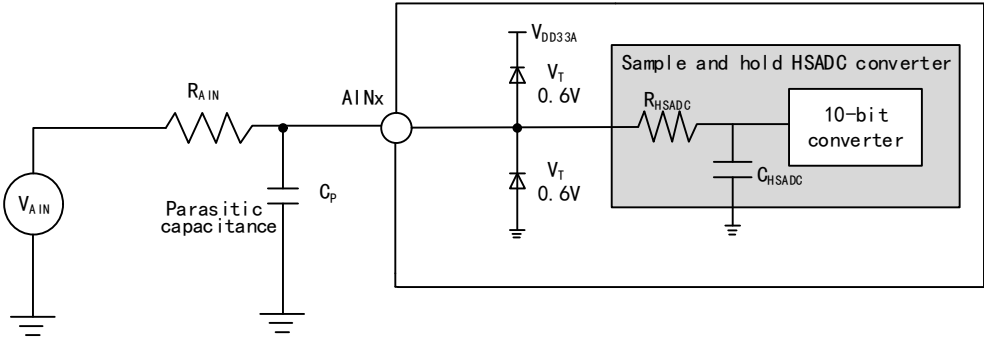 V_DD33A
Sample and hold HSADC converter
V_T
0.6V
R_AIN
AINx
R_HSADC
10-bit
converter
V_T
0.6V
C_HSADC
V_AIN
C_P
Parasitic
capacitance